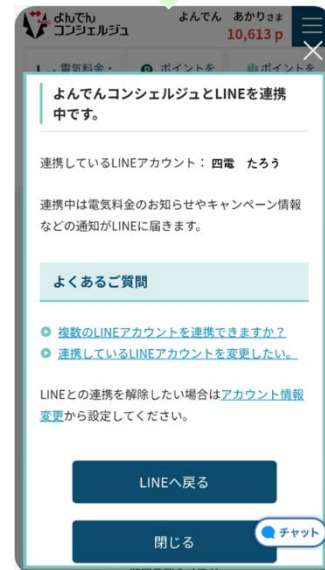 よんでん
コンシェルジュ
よんでん あかりさま
10,613 p
電気料金・
ポイントを
ポイントを
よんでんコンシェルジュとLINEを連携
中です。
連携しているLINEアカウント： 四電 たろう
連携中は電気料金のお知らせやキャンペーン情報
などの通知がLINEに届きます。
よくあるご質問
複数のLINEアカウントを連携できますか？
連携しているLINEアカウントを変更したい。
LINEとの連携を解除したい場合はアカウント情報
変更から設定してください。
LINEへ戻る
チャット
閉じる